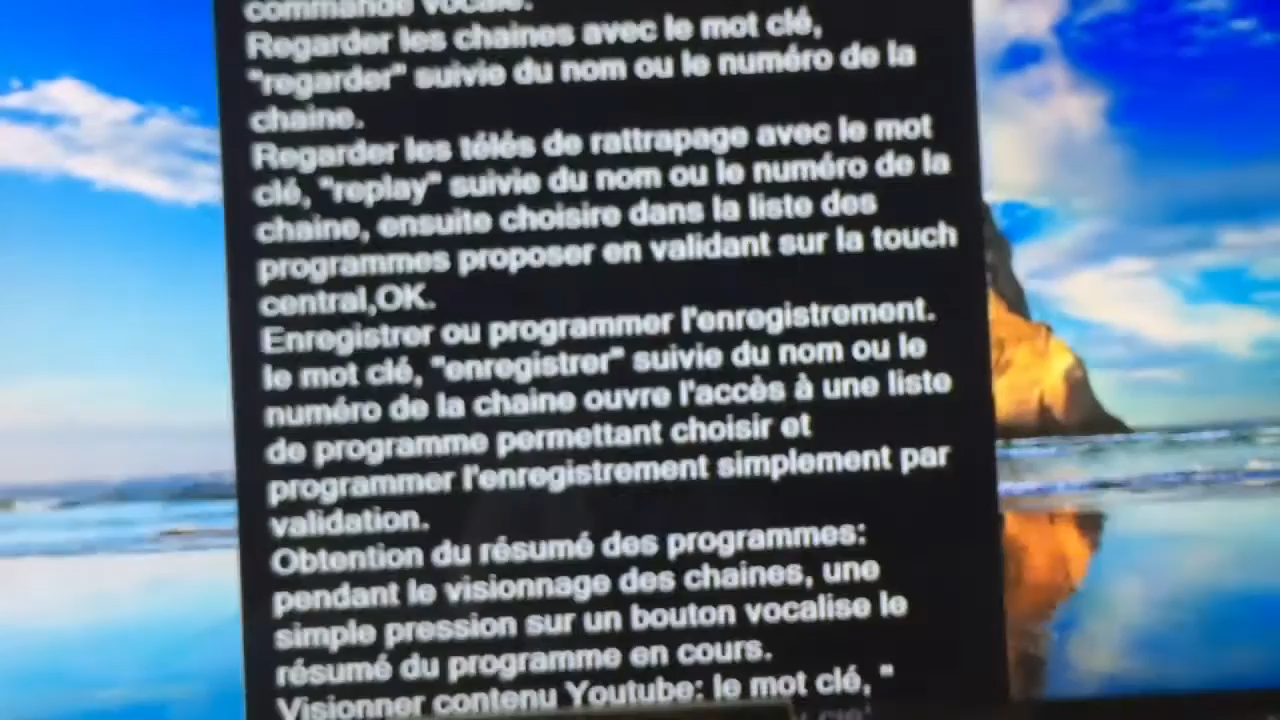 commande vocale.
Regarder les chaines avec le mot clé,
"regarder" suivie du nom ou le numéro de la
chaine.
Regarder les télés de rattrapage avec le mot
clé, "replay" suivie du nom ou le numéro de la
chaine, ensuite choisire dans la liste des
programmes proposer en validant sur la touch
central,OK.
Enregistrer ou programmer l'enregistrement.
le mot clé, "enregistrer" suivie du nom ou le
numéro de la chaine ouvre l'accès à une liste
de programme permettant choisir et
programmer l'enregistrement simplement par
validation.
Obtention du résumé des programmes:
pendant le visionnage des chaines, une
simple pression sur un bouton vocalise le
résumé du programme en cours.
Visionner contenu Youtube: le mot clé, "